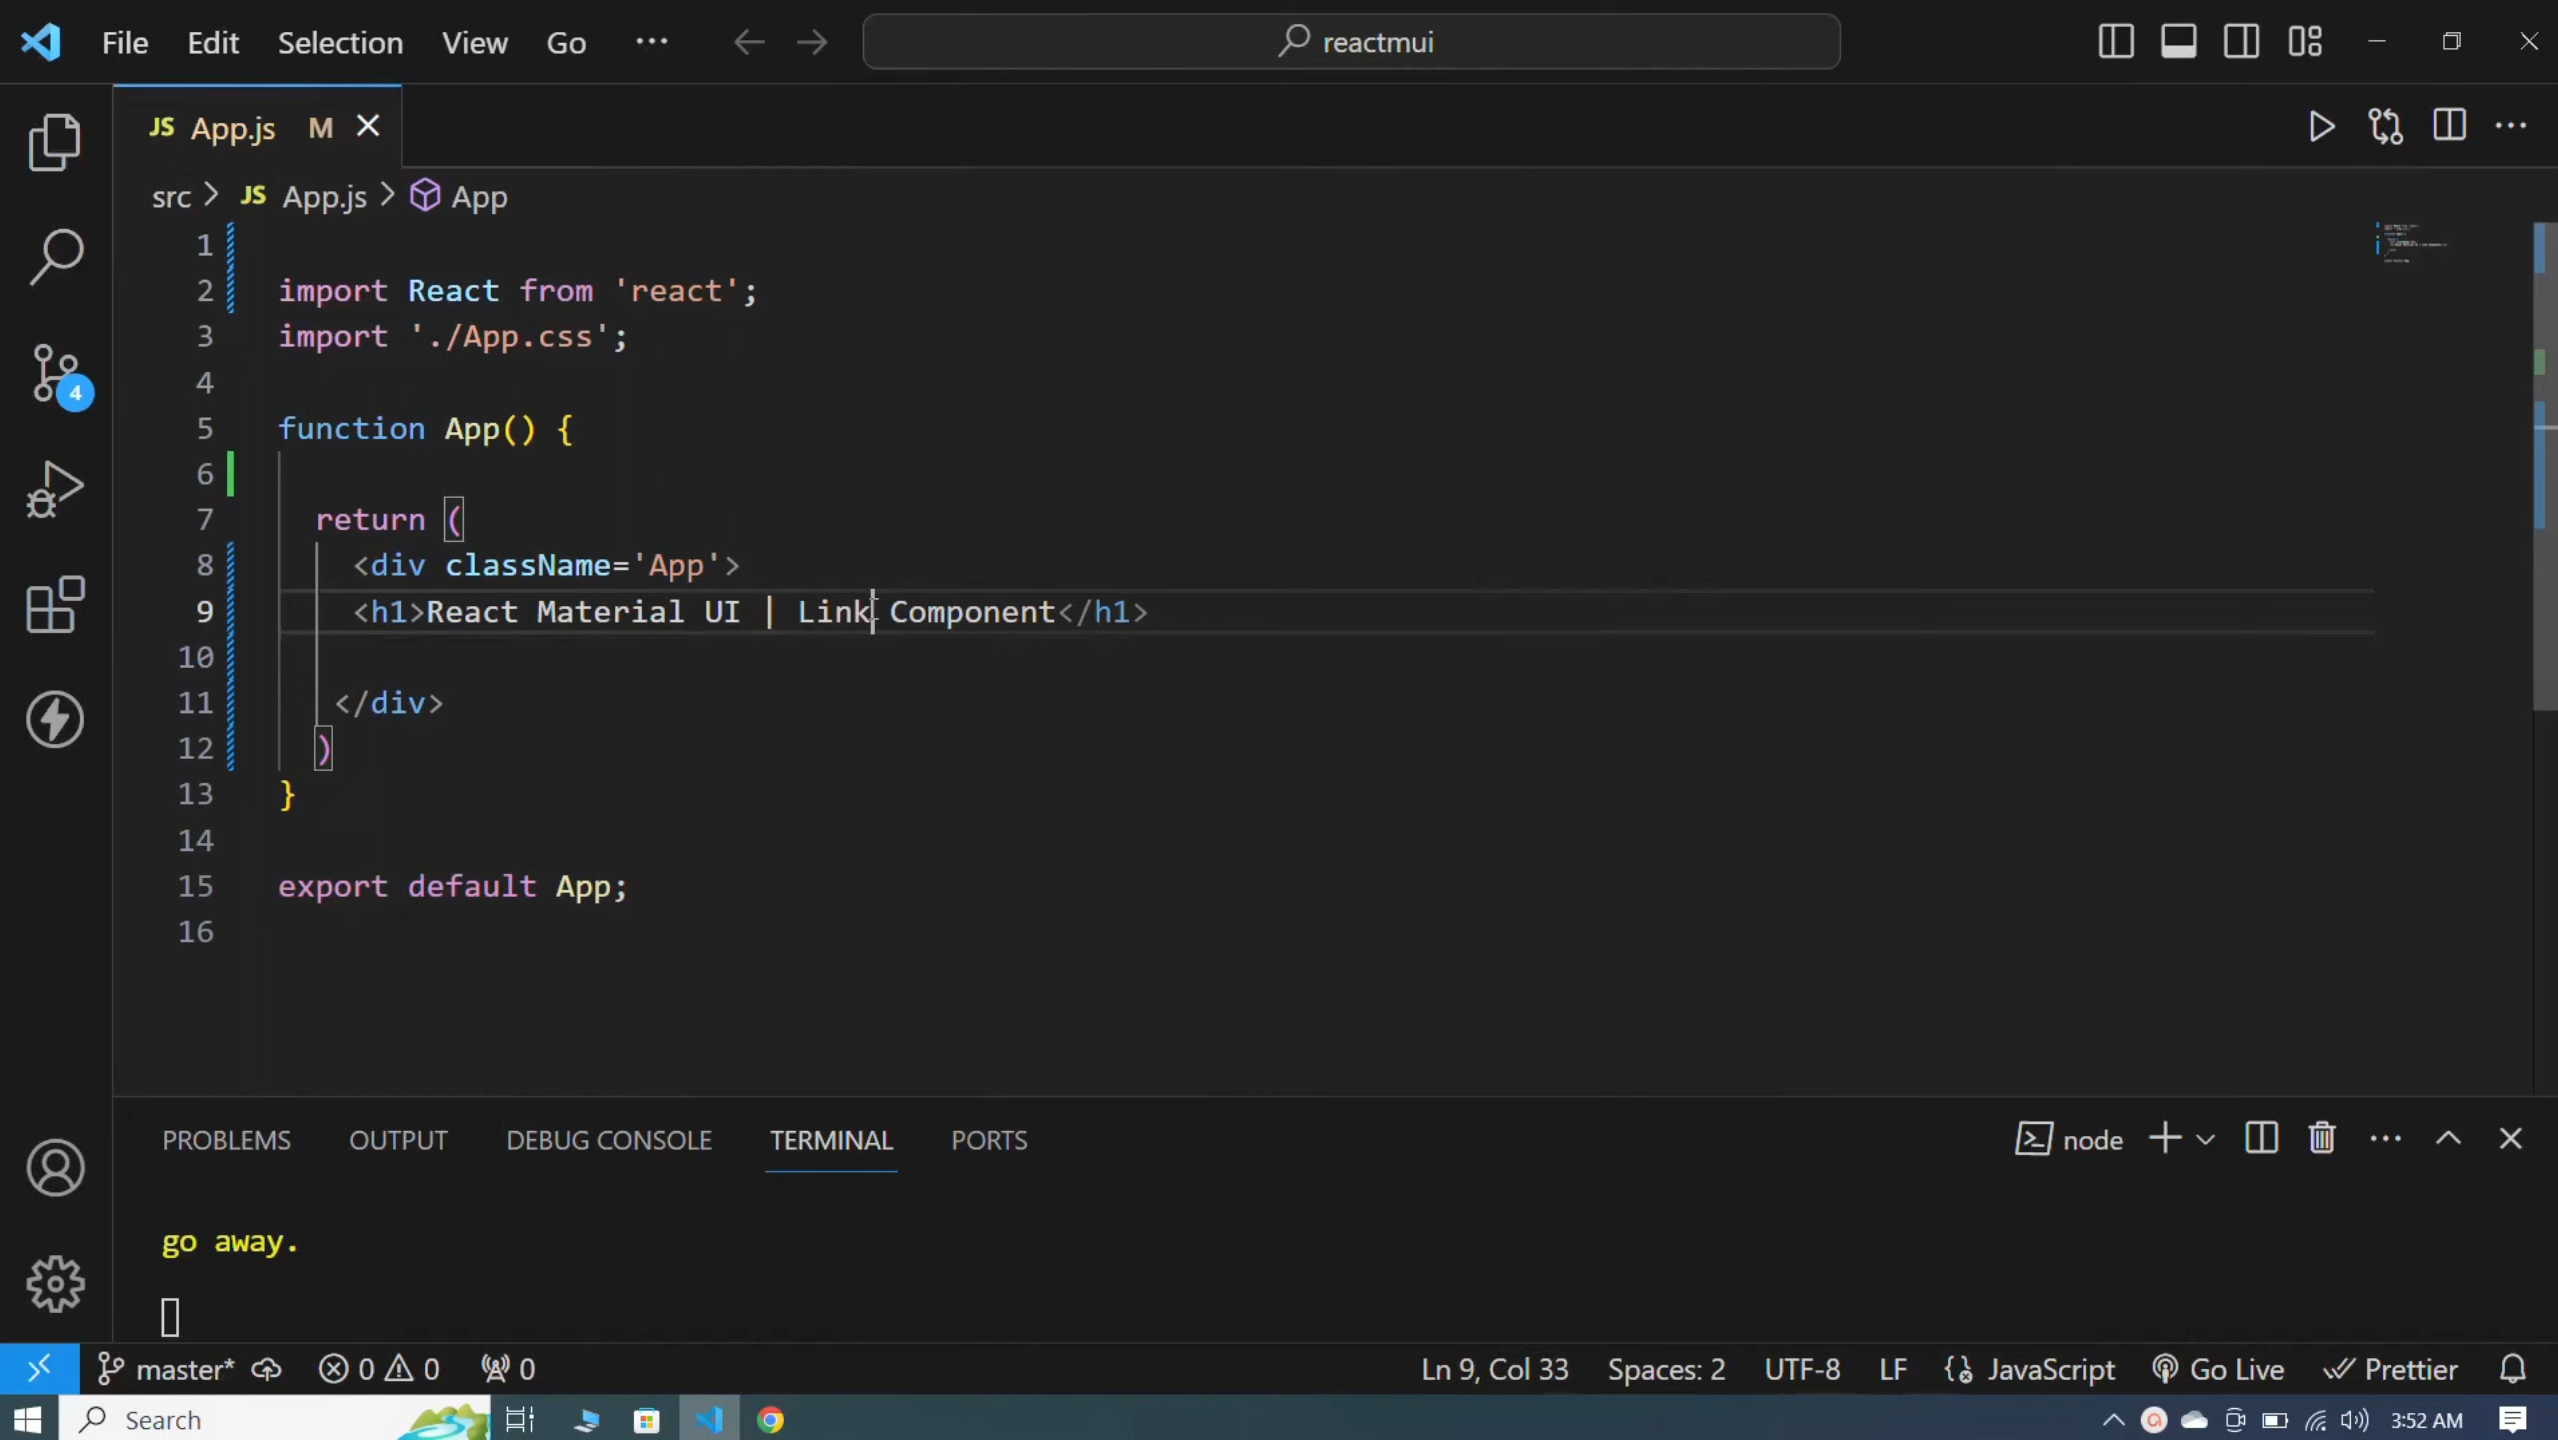 File Edit Selection View Go ··· reactmui
JS App.js M
src > JS App.js > App
1
2 import React from 'react';
3 import './App.css';
4
5 function App() {
6
7 return (
8 <div className='App'>
9 <h1>React Material UI | Link Component</h1>
10
11 </div>
12 )
13 }
14
15 export default App;
16
4
PROBLEMS OUTPUT DEBUG CONSOLE TERMINAL PORTS node
go away.
master* 0 0 0 Ln 9, Col 33 Spaces: 2 UTF-8 LF JavaScript Go Live Prettier
Search 3:52 AM